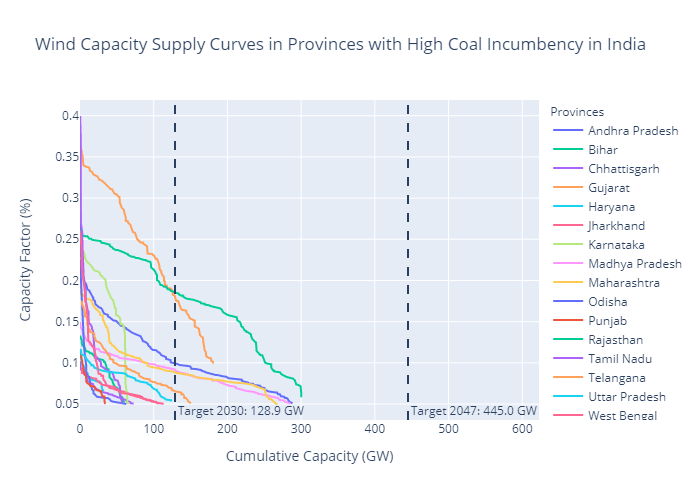 Wind Capacity Supply Curves in Provinces with High Coal Incumbency in India
Capacity Factor (%)
0.4
0.35
0.3
0.25
0.2
0.15
0.1
0.05
0
100
200
300
400
500
600
Cumulative Capacity (GW)
Target 2030: 128.9 GW
Target 2047: 445.0 GW
Provinces
Andhra Pradesh
Bihar
Chhattisgarh
Gujarat
Haryana
Jharkhand
Karnataka
Madhya Pradesh
Maharashtra
Odisha
Punjab
Rajasthan
Tamil Nadu
Telangana
Uttar Pradesh
West Bengal